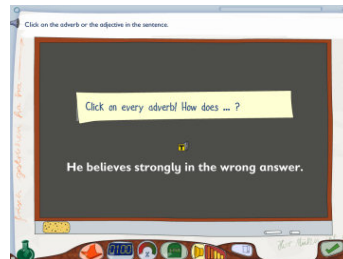 Click on the adverb or the adjective in the sentence.
Click on every adverb! How does ... ?
He believes strongly in the wrong answer.
0100